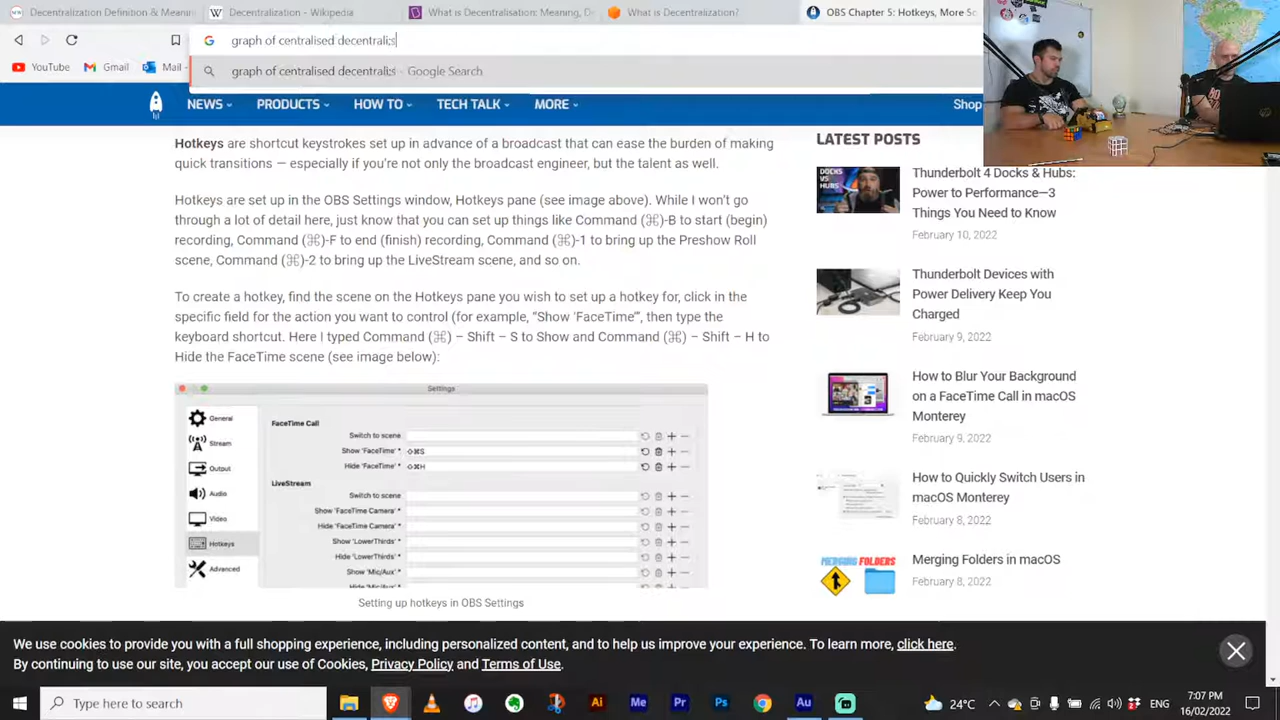 Decentralization Definition & Meanin
Decentralization - Wikipedia
What is Decentralisation: Meaning, D
What is Decentralization?
OBS Chapter 5: Hotkeys, More Sc
graph of centralised decentralis
YouTube
Gmail
Mail
graph of centralised decentralis - Google Search
NEWS
PRODUCTS
HOW TO
TECH TALK
MORE
Shop
Hotkeys are shortcut keystrokes set up in advance of a broadcast that can ease the burden of making
quick transitions — especially if you're not only the broadcast engineer, but the talent as well.
Hotkeys are set up in the OBS Settings window, Hotkeys pane (see image above). While I won't go
through a lot of detail here, just know that you can set up things like Command (⌘)-B to start (begin)
recording, Command (⌘)-F to end (finish) recording, Command (⌘)-1 to bring up the Preshow Roll
scene, Command (⌘)-2 to bring up the LiveStream scene, and so on.
To create a hotkey, find the scene on the Hotkeys pane you wish to set up a hotkey for, click in the
specific field for the action you want to control (for example, "Show 'FaceTime'", then type the
keyboard shortcut. Here I typed Command (⌘) – Shift – S to Show and Command (⌘) – Shift – H to
Hide the FaceTime scene (see image below):
Settings
General
Stream
Output
Audio
Video
Hotkeys
Advanced
FaceTime Call
Switch to scene
Show 'FaceTime' * ⇧⌘S
Hide 'FaceTime' * ⇧⌘H
LiveStream
Switch to scene
Show 'FaceTime Camera' *
Hide 'FaceTime Camera' *
Show 'LowerThirds' *
Hide 'LowerThirds' *
Show 'Mic/Aux' *
Hide 'Mic/Aux' *
Setting up hotkeys in OBS Settings
LATEST POSTS
DOCKS
VS
HUBS
Thunderbolt 4 Docks & Hubs:
Power to Performance—3
Things You Need to Know
February 10, 2022
Thunderbolt Devices with
Power Delivery Keep You
Charged
February 9, 2022
How to Blur Your Background
on a FaceTime Call in macOS
Monterey
February 9, 2022
How to Quickly Switch Users in
macOS Monterey
February 8, 2022
MERGING FOLDERS
Merging Folders in macOS
February 8, 2022
We use cookies to provide you with a full shopping experience, including personalized content, and to help us improve your experience. To learn more, click here.
By continuing to use our site, you accept our use of Cookies, Privacy Policy and Terms of Use.
Type here to search
Ai
Me
Pr
Ps
Au
24°C
ENG
7:07 PM
16/02/2022